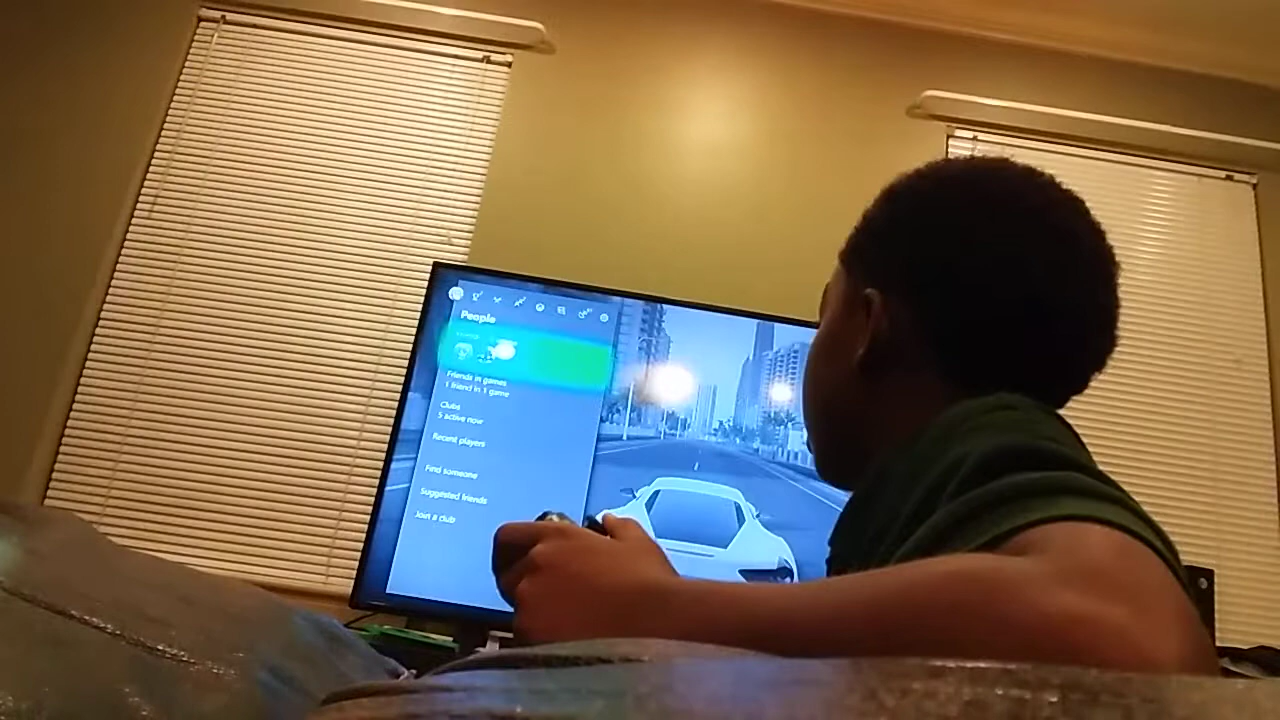 People
Friends in games
1 friend in 1 game
Clubs
5 active now
Recent players
Find someone
Suggested friends
Join a club